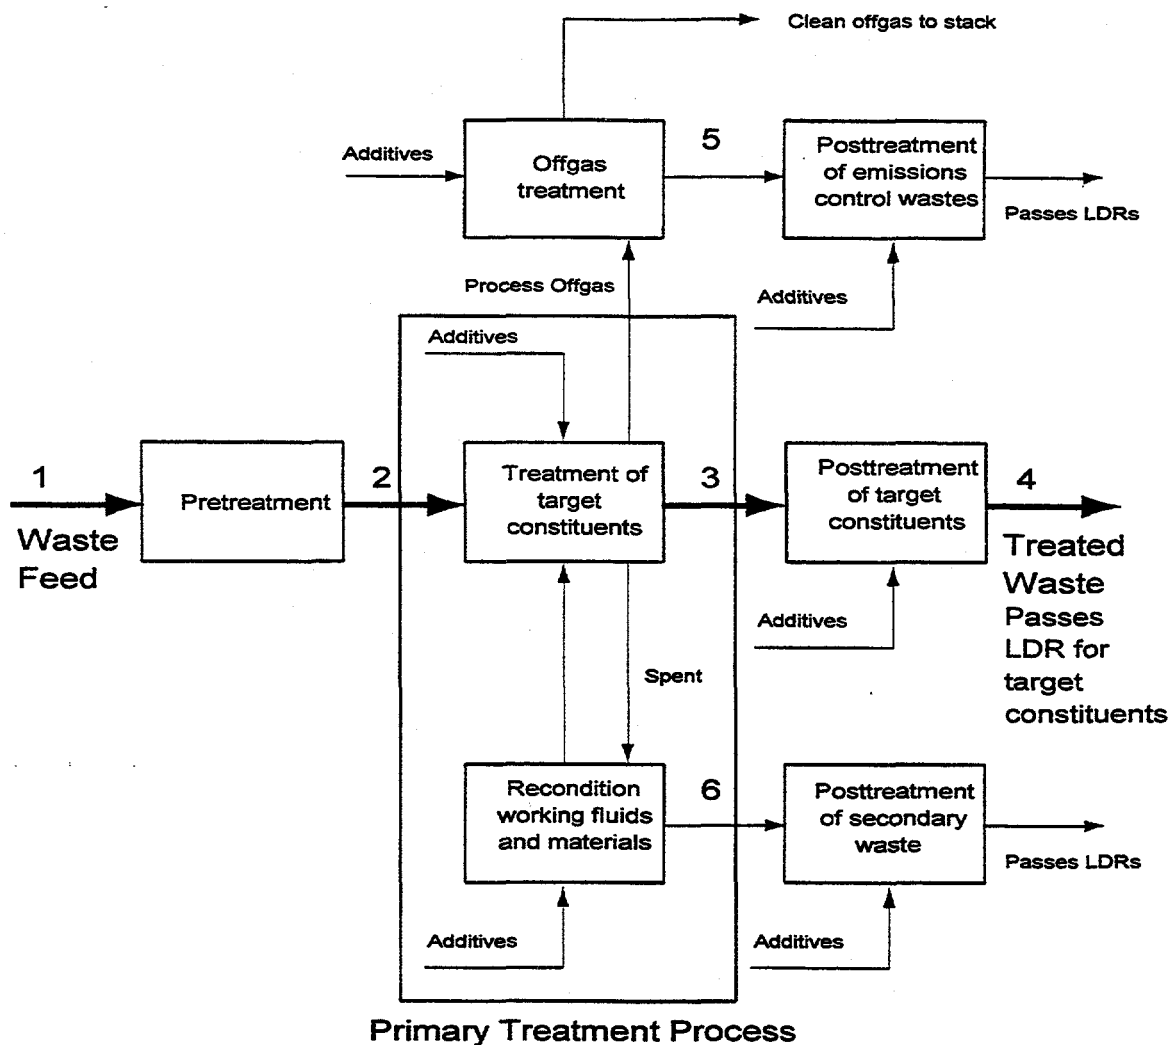 Clean offgas to stack
Additives
Offgas
treatment
5
Posttreatment
of emissions
control wastes
Passes LDRs
Process Offgas
Additives
Additives
1
Waste
Feed
Pretreatment
2
Treatment of
target
constituents
3
Posttreatment
of target
constituents
4
Treated
Waste
Passes
LDR for
target
constituents
Additives
Spent
Recondition
working fluids
and materials
6
Posttreatment
of secondary
waste
Passes LDRs
Additives
Additives
Primary Treatment Process